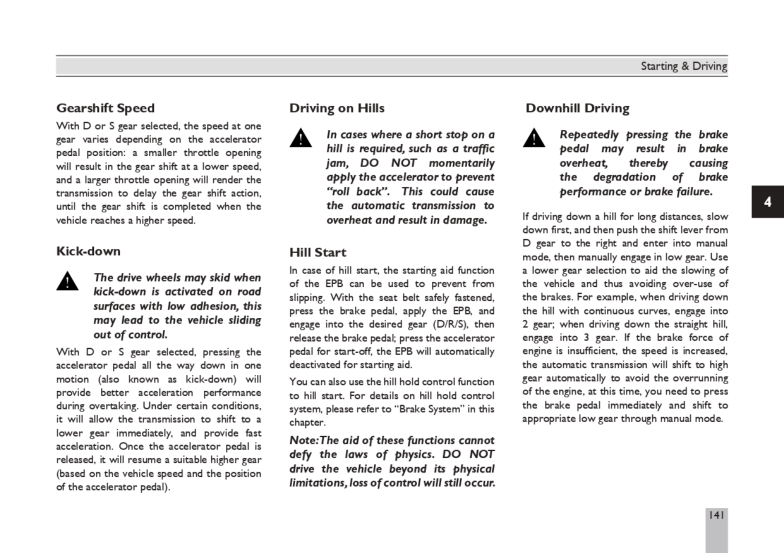 Starting & Driving
Gearshift Speed
With D or S gear selected, the speed at one
gear varies depending on the accelerator
pedal position: a smaller throttle opening
will result in the gear shift at a lower speed,
and a larger throttle opening will render the
transmission to delay the gear shift action,
until the gear shift is completed when the
vehicle reaches a higher speed.
Kick-down
The drive wheels may skid when
kick-down is activated on road
surfaces with low adhesion, this
may lead to the vehicle sliding
out of control.
With D or S gear selected, pressing the
accelerator pedal all the way down in one
motion (also known as kick-down) will
provide better acceleration performance
during overtaking. Under certain conditions,
it will allow the transmission to shift to a
lower gear immediately, and provide fast
acceleration. Once the accelerator pedal is
released, it will resume a suitable higher gear
(based on the vehicle speed and the position
of the accelerator pedal).
Driving on Hills
In cases where a short stop on a
hill is required, such as a traffic
jam, DO NOT momentarily
apply the accelerator to prevent
“roll back”. This could cause
the automatic transmission to
overheat and result in damage.
Hill Start
In case of hill start, the starting aid function
of the EPB can be used to prevent from
slipping. With the seat belt safely fastened,
press the brake pedal, apply the EPB, and
engage into the desired gear (D/R/S), then
release the brake pedal; press the accelerator
pedal for start-off, the EPB will automatically
deactivated for starting aid.
You can also use the hill hold control function
to hill start. For details on hill hold control
system, please refer to “Brake System” in this
chapter.
Note:The aid of these functions cannot
defy the laws of physics. DO NOT
drive the vehicle beyond its physical
limitations, loss of control will still occur.
Downhill Driving
Repeatedly pressing the brake
pedal may result in brake
overheat, thereby causing
the degradation of brake
performance or brake failure.
If driving down a hill for long distances, slow
down first, and then push the shift lever from
D gear to the right and enter into manual
mode, then manually engage in low gear. Use
a lower gear selection to aid the slowing of
the vehicle and thus avoiding over-use of
the brakes. For example, when driving down
the hill with continuous curves, engage into
2 gear; when driving down the straight hill,
engage into 3 gear. If the brake force of
engine is insufficient, the speed is increased,
the automatic transmission will shift to high
gear automatically to avoid the overrunning
of the engine, at this time, you need to press
the brake pedal immediately and shift to
appropriate low gear through manual mode.
4
141